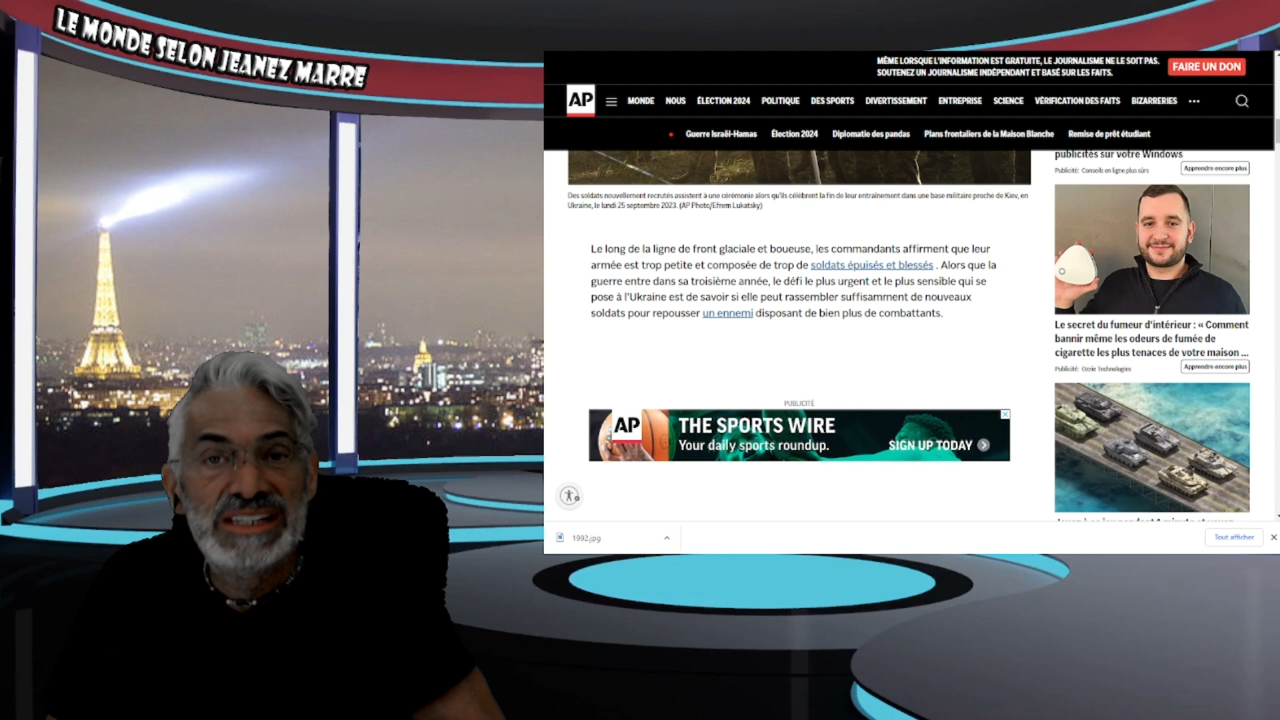 LE MONDE SELON JEANEZ MARRE
MÊME LORSQUE L'INFORMATION EST GRATUITE, LE JOURNALISME NE LE SOIT PAS.
SOUTENEZ UN JOURNALISME INDÉPENDANT ET BASÉ SUR LES FAITS.
FAIRE UN DON
AP
MONDE NOUS ÉLECTION 2024 POLITIQUE DES SPORTS DIVERTISSEMENT ENTREPRISE SCIENCE VÉRIFICATION DES FAITS BIZARRERIES
Guerre Israël-Hamas Élection 2024 Diplomatie des pandas Plans frontaliers de la Maison Blanche Remise de prêt étudiant
Des soldats nouvellement recrutés assistent à une cérémonie alors qu'ils célèbrent la fin de leur entraînement dans une base militaire proche de Kiev, en
Ukraine, le lundi 25 septembre 2023. (AP Photo/Efrem Lukatsky)
Le long de la ligne de front glaciale et boueuse, les commandants affirment que leur
armée est trop petite et composée de trop de soldats épuisés et blessés . Alors que la
guerre entre dans sa troisième année, le défi le plus urgent et le plus sensible qui se
pose à l'Ukraine est de savoir si elle peut rassembler suffisamment de nouveaux
soldats pour repousser un ennemi disposant de bien plus de combattants.
PUBLICITÉ
AP
THE SPORTS WIRE
Your daily sports roundup.
SIGN UP TODAY
publicités sur votre Windows
Publicité: Conseils en ligne plus sûrs
Apprendre encore plus
Le secret du fumeur d'intérieur : « Comment
bannir même les odeurs de fumée de
cigarette les plus tenaces de votre maison ...
Publicité: Ozrie Technologies
Apprendre encore plus
1992.jpg
Tout afficher